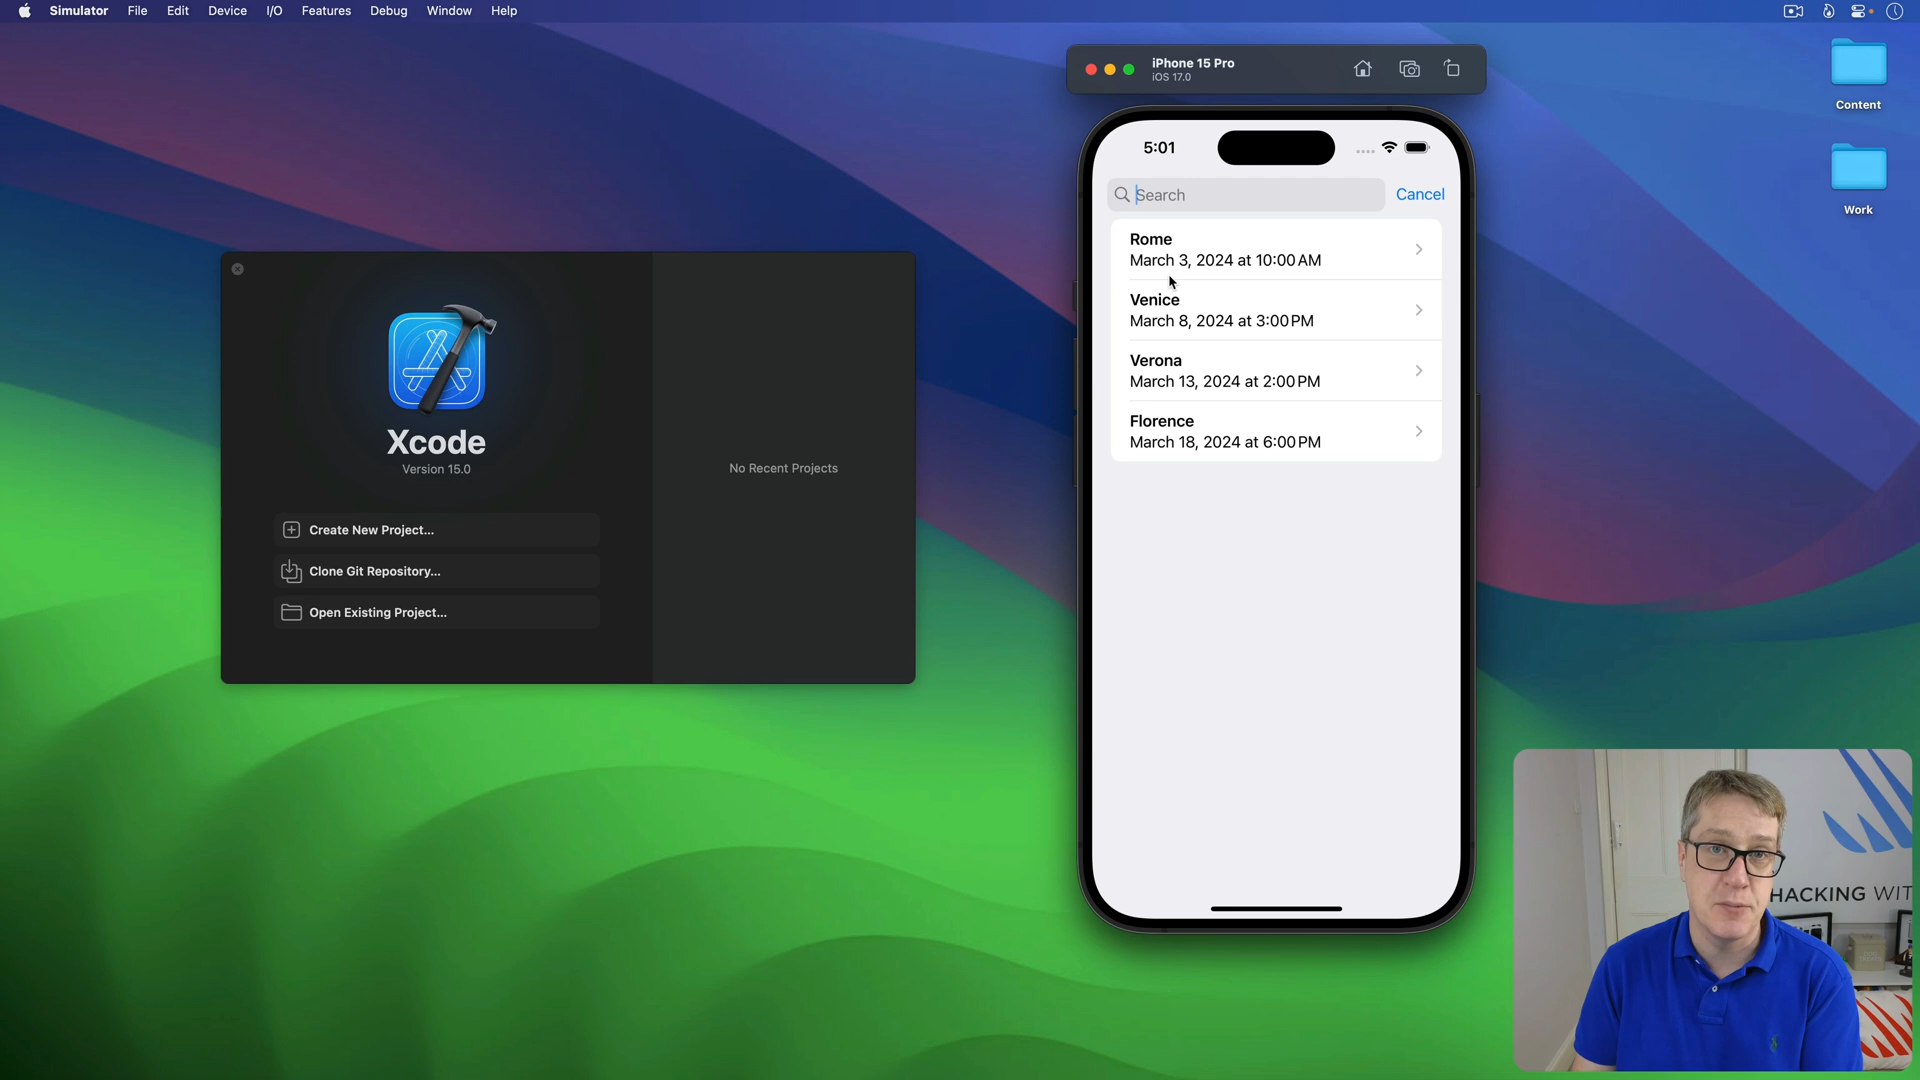 Simulator File Edit Device I/O Features Debug Window Help
iPhone 15 Pro
iOS 17.0
Content
Work
5:01
Search
Cancel
Rome
March 3, 2024 at 10:00 AM
Venice
March 8, 2024 at 3:00 PM
Verona
March 13, 2024 at 2:00 PM
Florence
March 18, 2024 at 6:00 PM
Xcode
Version 15.0
Create New Project...
Clone Git Repository...
Open Existing Project...
No Recent Projects
HACKING WIT